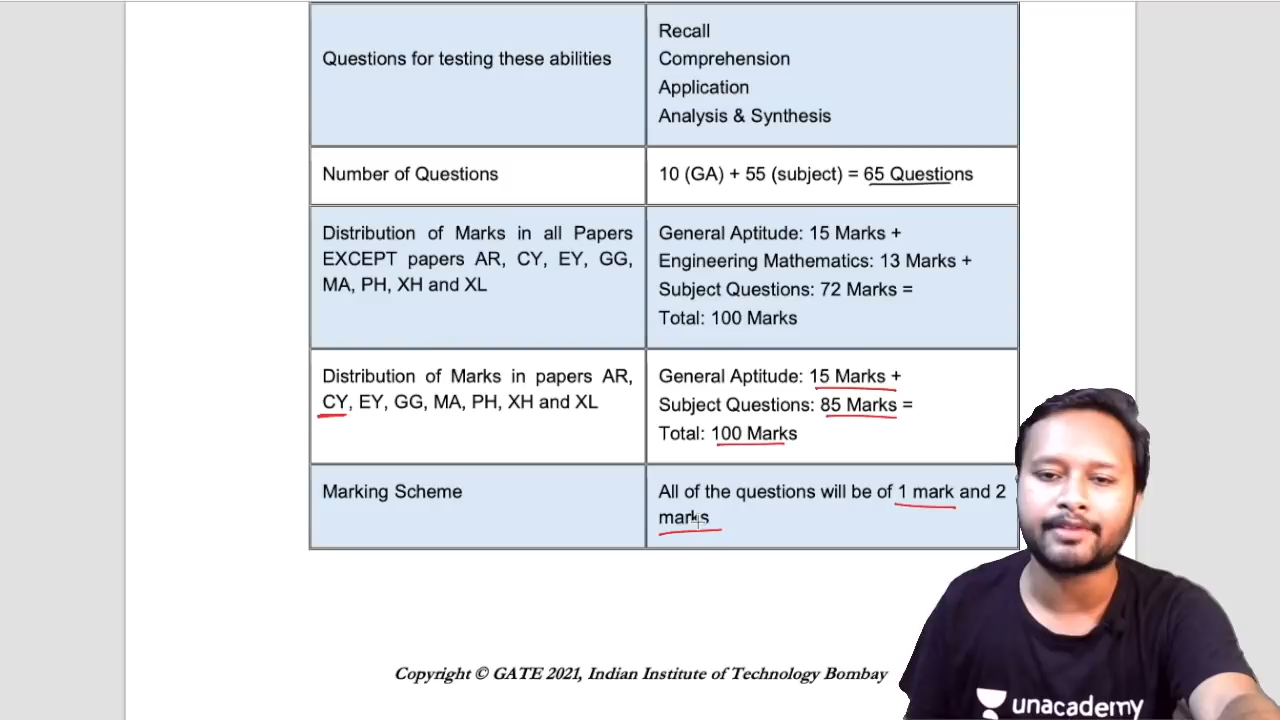 Questions for testing these abilities
Recall
Comprehension
Application
Analysis & Synthesis
Number of Questions
10 (GA) + 55 (subject) = 65 Questions
Distribution of Marks in all Papers
EXCEPT papers AR, CY, EY, GG,
MA, PH, XH and XL
General Aptitude: 15 Marks +
Engineering Mathematics: 13 Marks +
Subject Questions: 72 Marks =
Total: 100 Marks
Distribution of Marks in papers AR,
CY, EY, GG, MA, PH, XH and XL
General Aptitude: 15 Marks +
Subject Questions: 85 Marks =
Total: 100 Marks
Marking Scheme
All of the questions will be of 1 mark and 2
marks
Copyright © GATE 2021, Indian Institute of Technology Bombay
unacademy